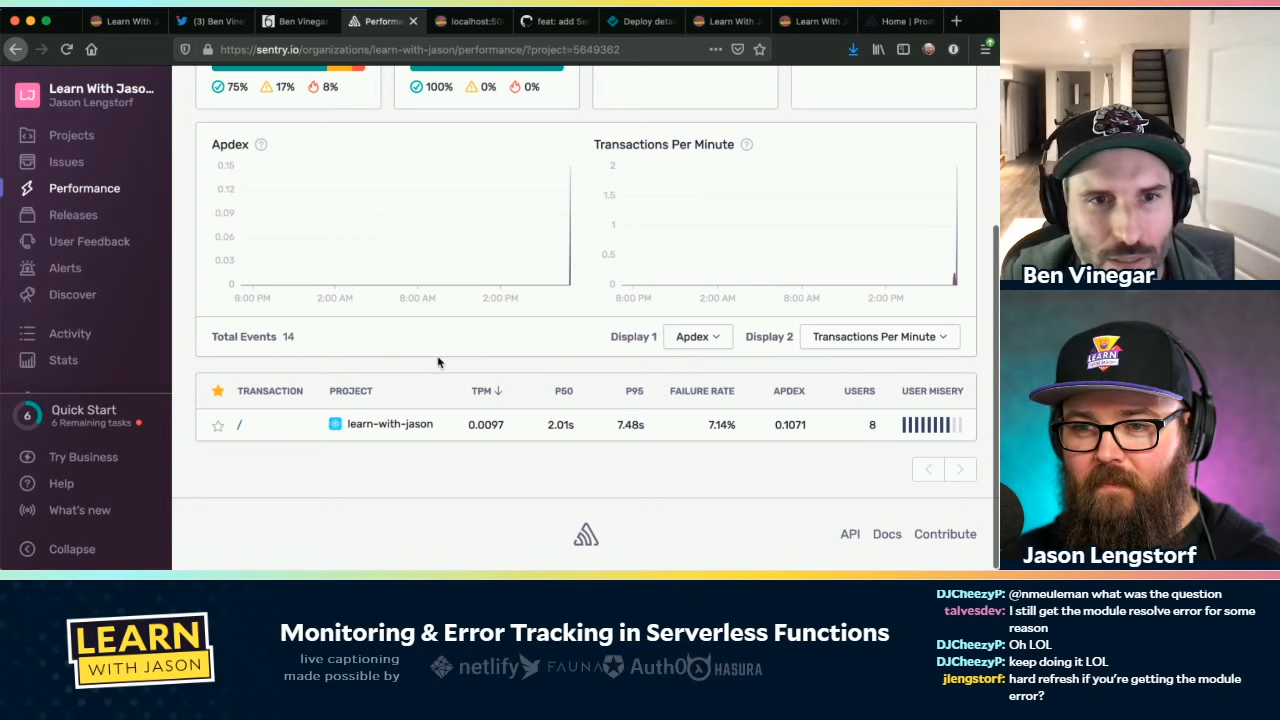 Learn With J
(3) Ben Vine
Ben Vinegar
Performa
localhost:50
feat: add Se
Deploy detai
Learn With J
Learn With J
Home | Prod
https://sentry.io/organizations/learn-with-jason/performance/?project=5649362
LJ
Learn With Jaso…
Jason Lengstorf
Projects
Issues
Performance
Releases
User Feedback
Alerts
Discover
Activity
Stats
6
Quick Start
6 Remaining tasks
Try Business
Help
What's new
Collapse
75% 17% 8%
100% 0% 0%
Apdex
0.15
0.12
0.09
0.06
0.03
0
8:00 PM 2:00 AM 8:00 AM 2:00 PM
Transactions Per Minute
2
1.5
1
0.5
0
8:00 PM 2:00 AM 8:00 AM 2:00 PM
Total Events 14
Display 1 Apdex Display 2 Transactions Per Minute
TRANSACTION PROJECT TPM P50 P95 FAILURE RATE APDEX USERS USER MISERY
/ learn-with-jason 0.0097 2.01s 7.48s 7.14% 0.1071 8
API Docs Contribute
Ben Vinegar
LEARN
Jason Lengstorf
LEARN
WITH JASON
Monitoring & Error Tracking in Serverless Functions
live captioning
made possible by
netlify FAUNA Auth0 HASURA
DJCheezyP: @nmeuleman what was the question
talvesdev: I still get the module resolve error for some
reason
DJCheezyP: Oh LOL
DJCheezyP: keep doing it LOL
jlengstorf: hard refresh if you're getting the module
error?